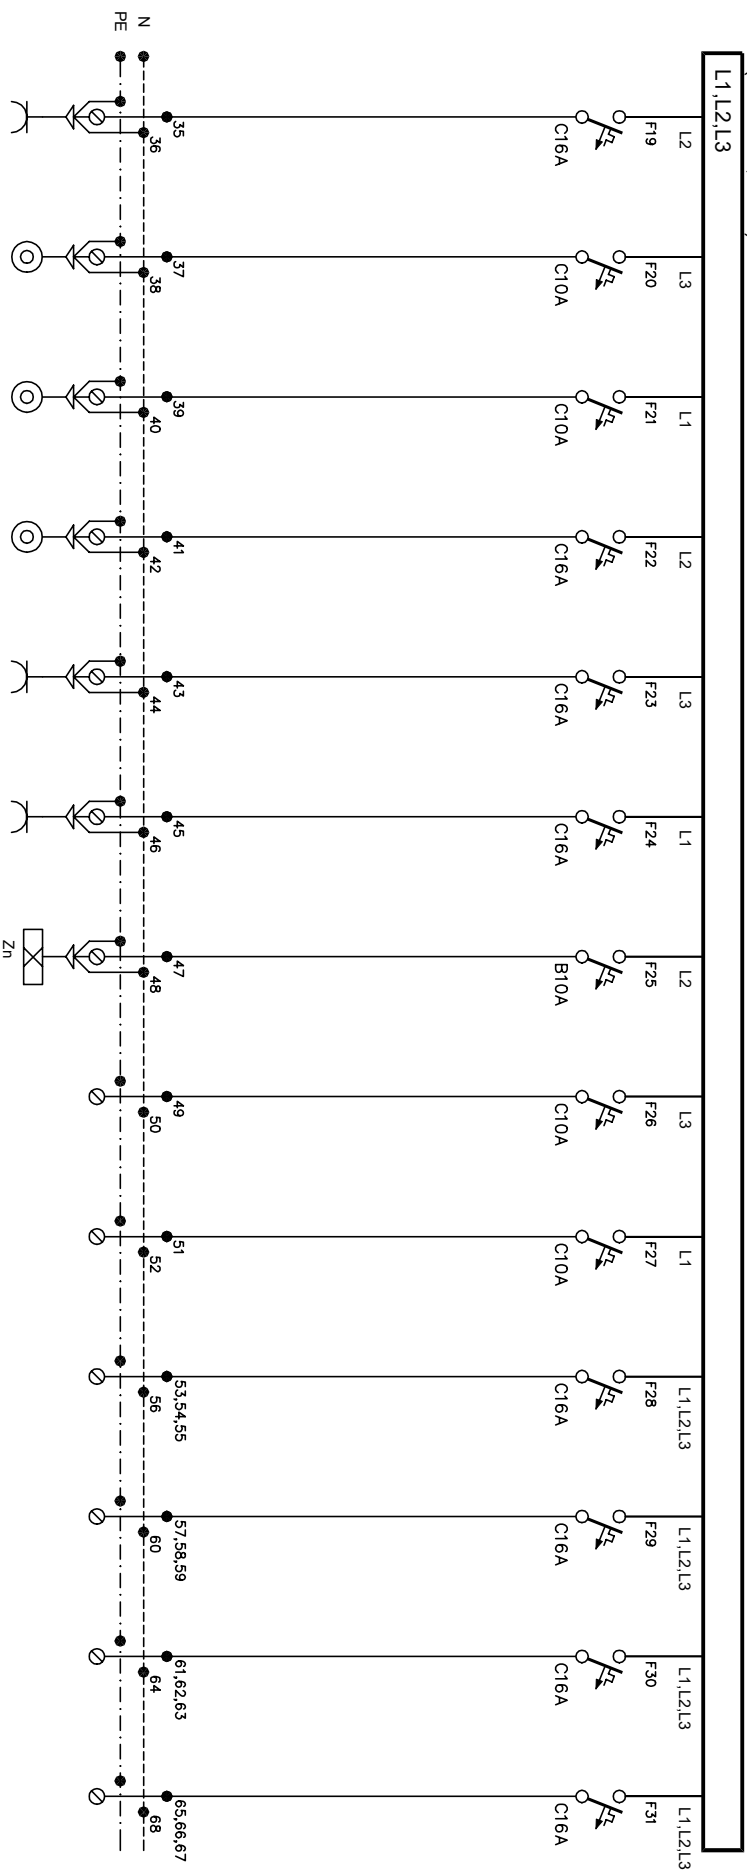 L1,L2,L3
L2
F19
C16A
35
36
L3
F20
C10A
37
38
L1
F21
C10A
39
40
L2
F22
C16A
41
42
L3
F23
C16A
43
44
L1
F24
C16A
45
46
L2
F25
B10A
47
48
Zn
L3
F26
C10A
49
50
L1
F27
C10A
51
52
L1,L2,L3
F28
C16A
53,54,55
56
L1,L2,L3
F29
C16A
57,58,59
60
L1,L2,L3
F30
C16A
61,62,63
64
L1,L2,L3
F31
C16A
65,66,67
68
N
PE